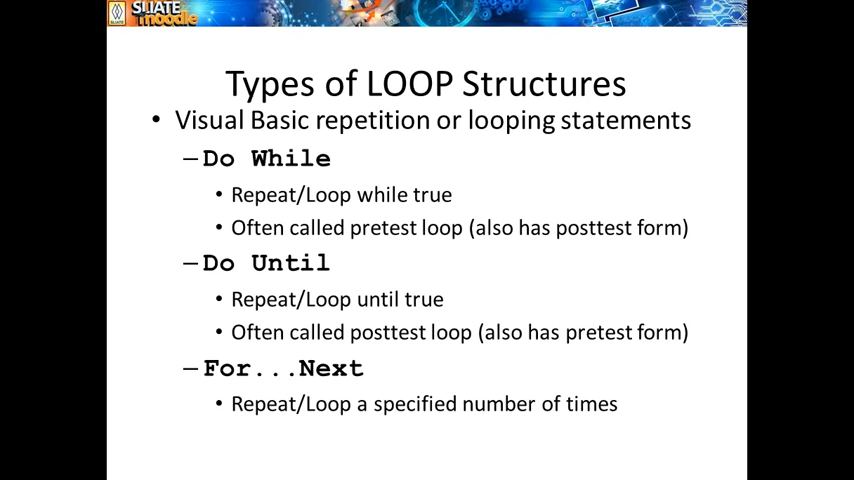 SLIATE
SLIATE moodle
Types of LOOP Structures
• Visual Basic repetition or looping statements
–Do While
• Repeat/Loop while true
• Often called pretest loop (also has posttest form)
–Do Until
• Repeat/Loop until true
• Often called posttest loop (also has pretest form)
–For...Next
• Repeat/Loop a specified number of times